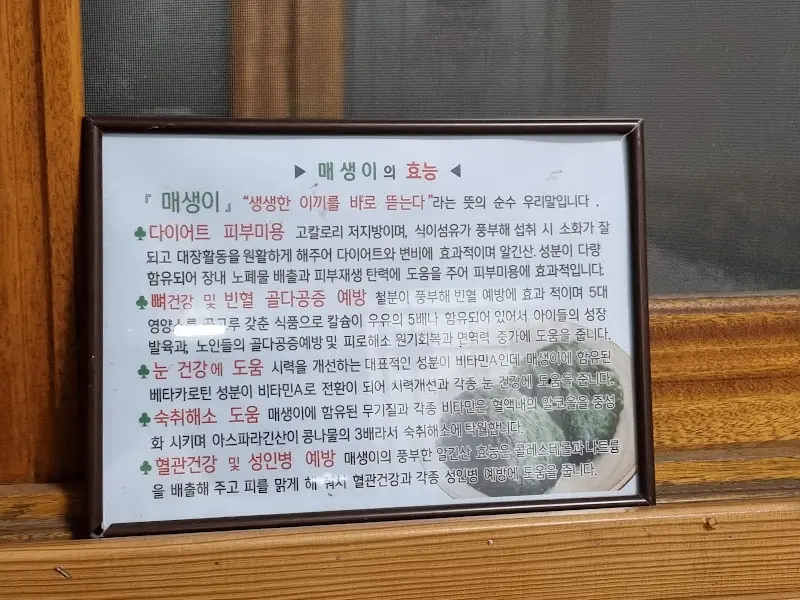 ▶ 매생이의 효능 ◀
『 매생이 』 "생생한 이끼를 바로 뜯는다"라는 뜻의 순수 우리말입니다 .
♣다이어트 피부미용 고칼로리 저지방이며, 식이섬유가 풍부해 섭취 시 소화가 잘
되고 대장활동을 원활하게 해주어 다이어트와 변비에 효과적이며 알긴산 성분이 다량
함유되어 장내 노폐물 배출과 피부재생 탄력에 도움을 주어 피부미용에 효과적입니다.
♣뼈건강 및 빈혈 골다공증 예방 철분이 풍부해 빈혈 예방에 효과 적이며 5대
영양소를 갖춘 식품으로 칼슘이 우유의 5배나 함유되어 있어서 아이들의 성장
발육과, 노인들의 골다공증예방 및 피로해소 원기회복과 면역력 증가에 도움을 줍니다.
♣눈 건강에 도움 시력을 개선하는 대표적인 성분이 비타민A인데 매생이에 함유된
베타카로틴 성분이 비타민A로 전환이 되어 시력개선과 각종 눈 건강에 도움을 줍니다.
♣숙취해소 도움 매생이에 함유된 무기질과 각종 비타민은 혈액내의 알코올을 중성
화 시키며 아스파라긴산이 콩나물의 3배라서 숙취해소에 탁월합니다.
♣혈관건강 및 성인병 예방 매생이의 풍부한 알긴산 효능은 콜레스테롤과 나트륨
을 배출해 주고 피를 맑게 해 줘서 혈관건강과 각종 성인병 예방에 도움을 줍니다.